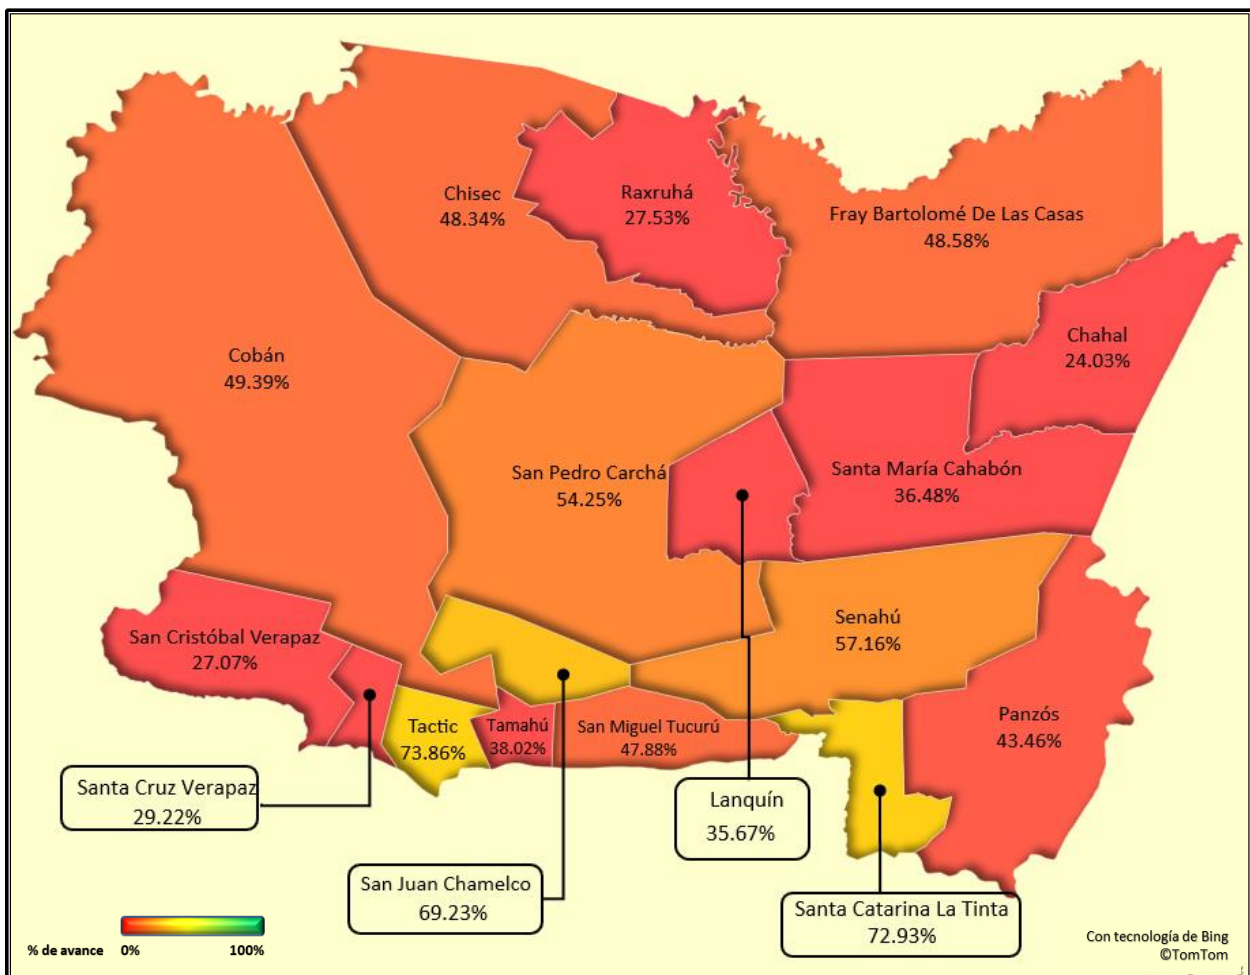 Chisec
48.34%
Raxruhá
27.53%
Fray Bartolomé De Las Casas
48.58%
Cobán
49.39%
Chahal
24.03%
San Pedro Carchá
54.25%
Santa María Cahabón
36.48%
San Cristóbal Verapaz
27.07%
Senahú
57.16%
Tactic
73.86%
Tamahú
38.02%
San Miguel Tucurú
47.88%
Panzós
43.46%
Santa Cruz Verapaz
29.22%
Lanquín
35.67%
San Juan Chamelco
69.23%
Santa Catarina La Tinta
72.93%
% de avance 0% 100%
Con tecnología de Bing
©TomTom